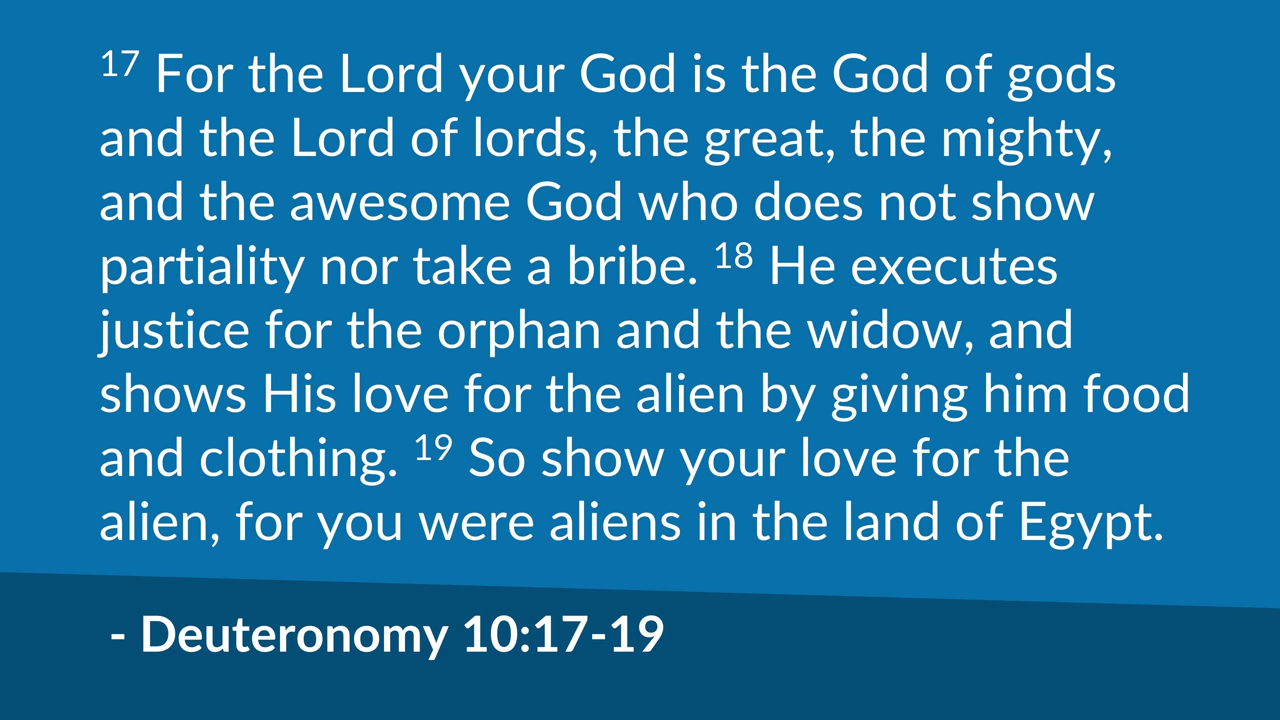 17 For the Lord your God is the God of gods
and the Lord of lords, the great, the mighty,
and the awesome God who does not show
partiality nor take a bribe. 18 He executes
justice for the orphan and the widow, and
shows His love for the alien by giving him food
and clothing. 19 So show your love for the
alien, for you were aliens in the land of Egypt.
- Deuteronomy 10:17-19